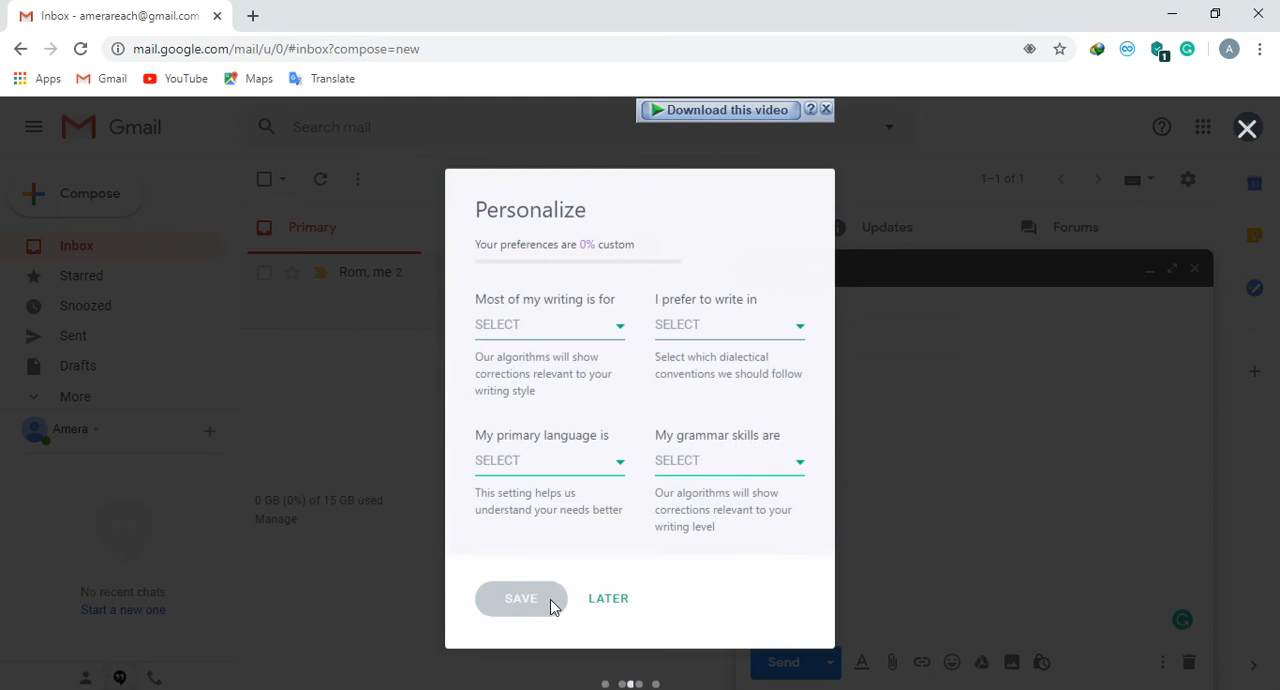 Inbox - amerareach@gmail.com
mail.google.com/mail/u/0/#inbox?compose=new
1
A
Apps
Gmail
YouTube
Maps
Translate
Download this video
?
Gmail
Search mail
Compose
1–1 of 1
Primary
Updates
Forums
Inbox
Rom, me 2
Starred
Snoozed
Sent
Drafts
More
Amera
0 GB (0%) of 15 GB used
Manage
No recent chats
Start a new one
Personalize
Your preferences are 0% custom
Most of my writing is for
SELECT
Our algorithms will show
corrections relevant to your
writing style
I prefer to write in
SELECT
Select which dialectical
conventions we should follow
My primary language is
SELECT
This setting helps us
understand your needs better
My grammar skills are
SELECT
Our algorithms will show
corrections relevant to your
writing level
SAVE
LATER
Send